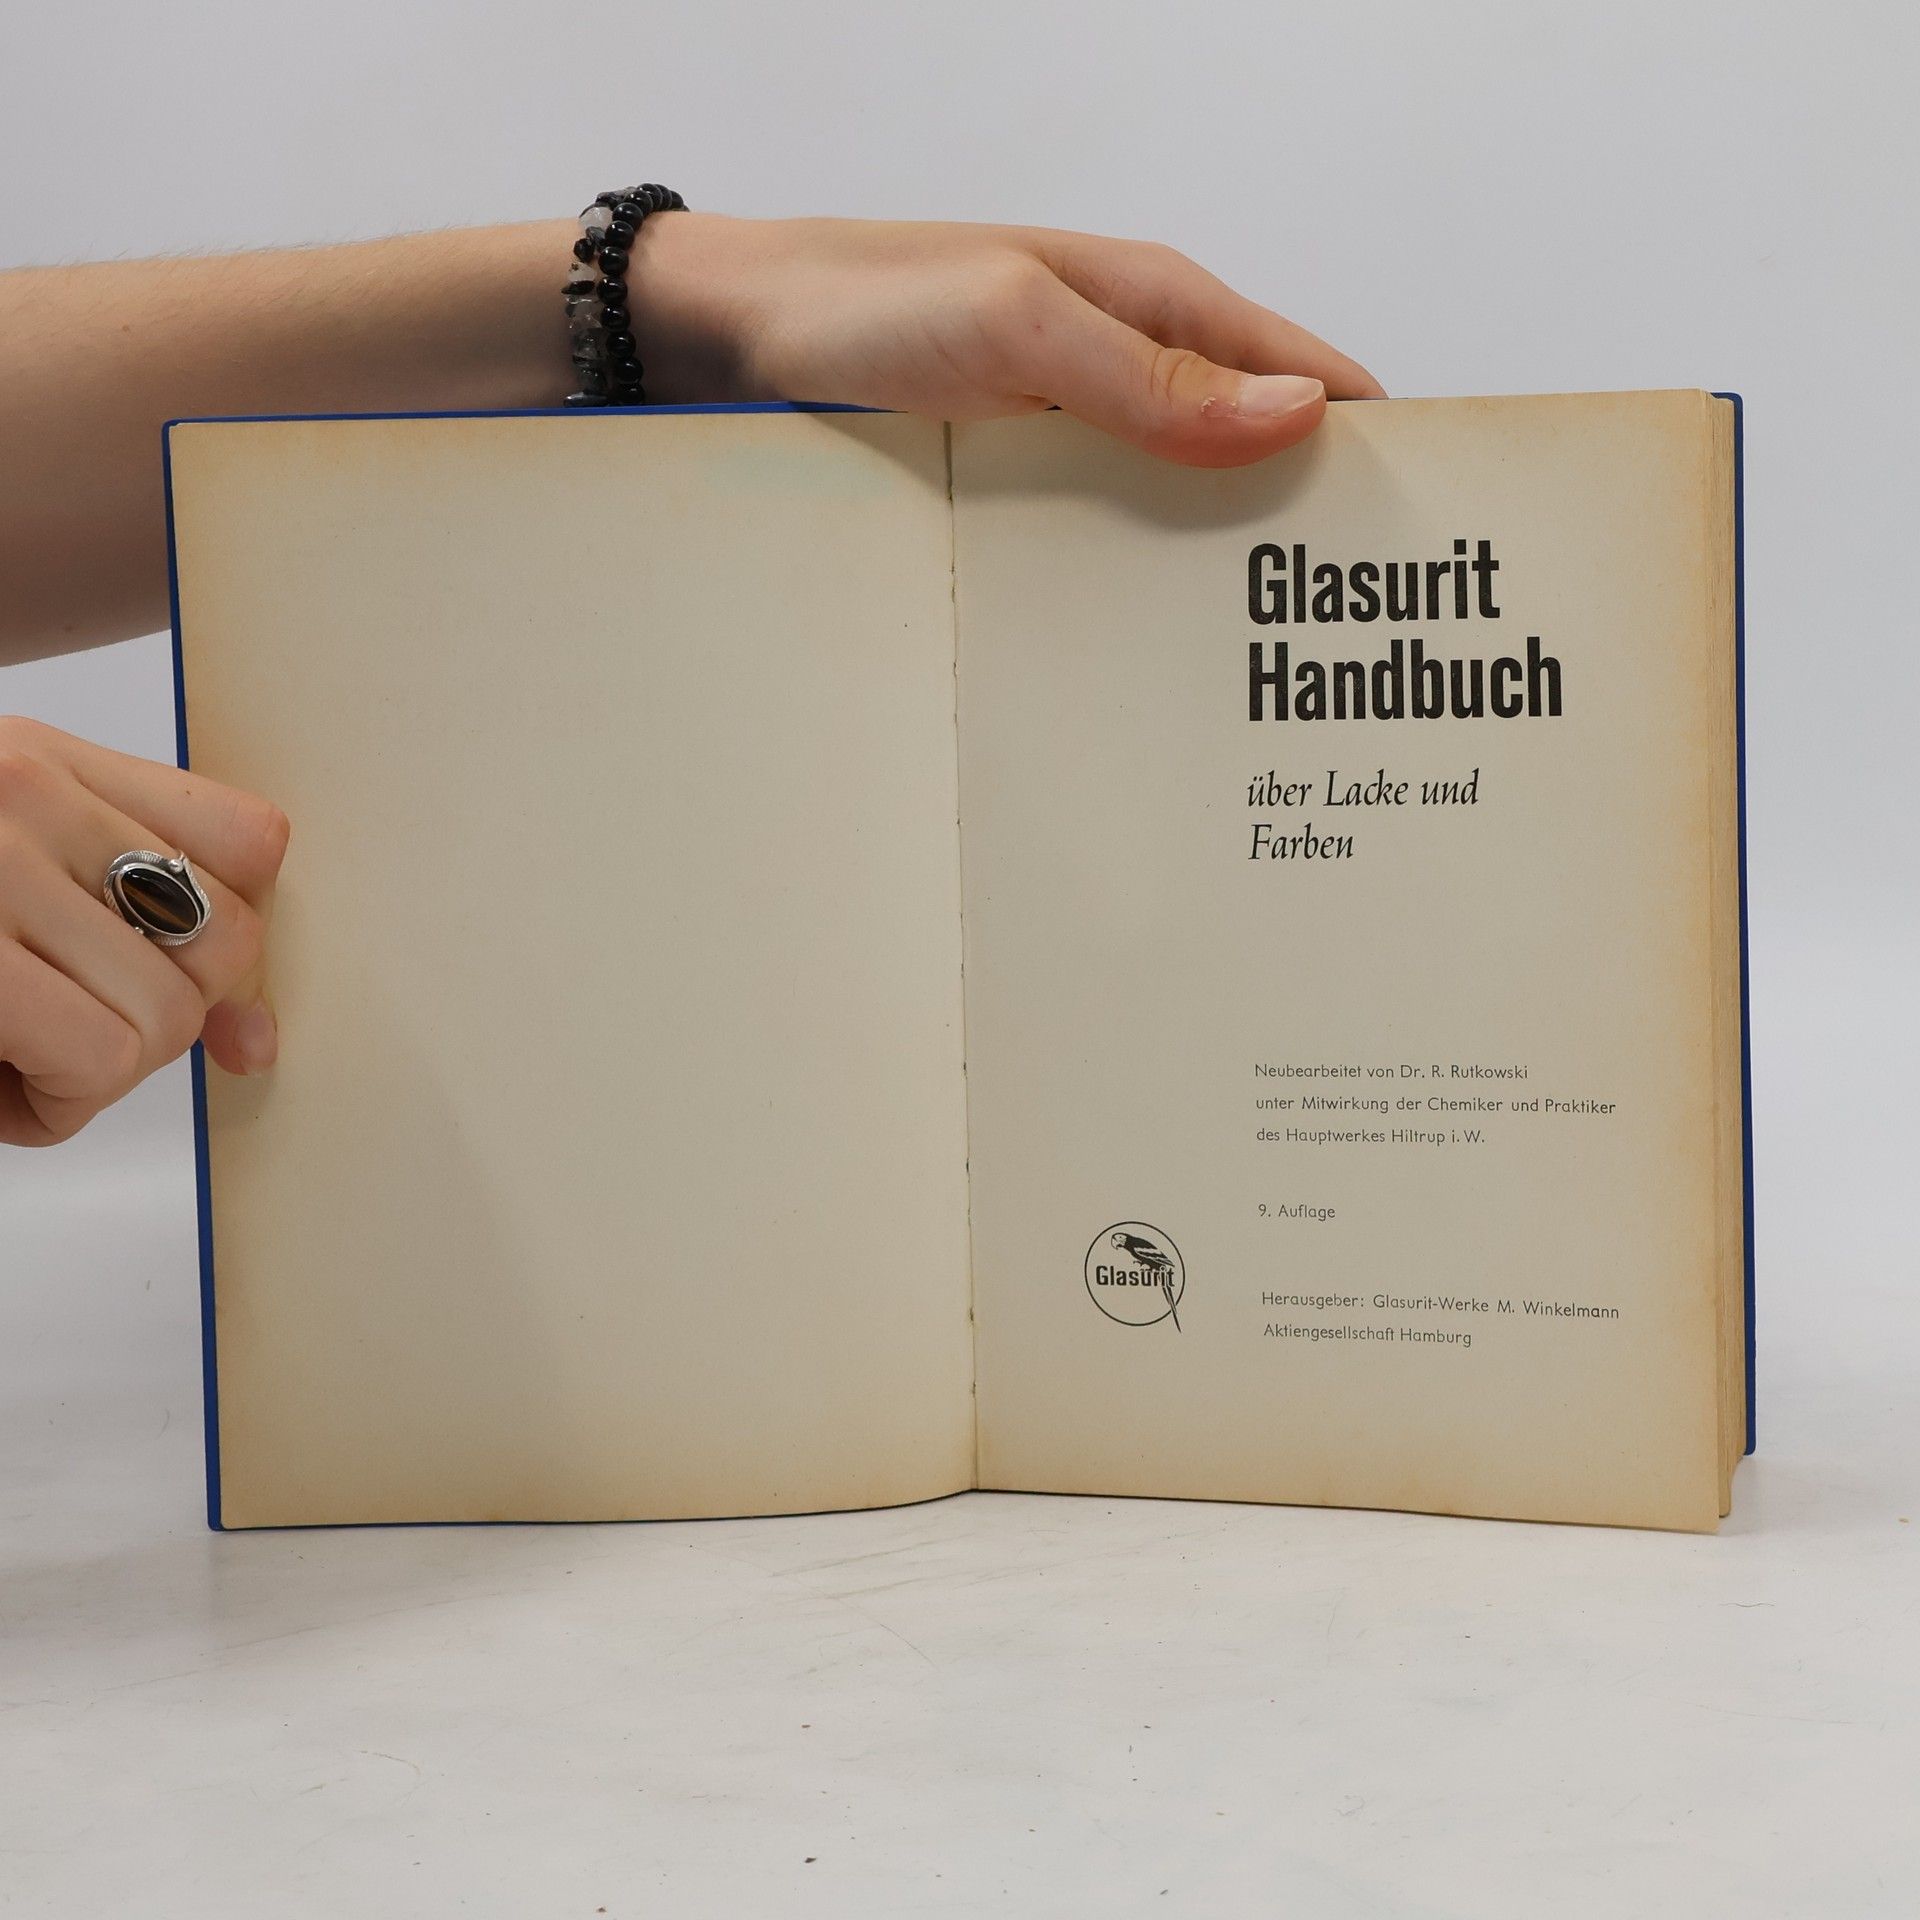 Glasurit
Handbuch
über Lacke und
Farben
Neubearbeitet von Dr. R. Rutkowski
unter Mitwirkung der Chemiker und Praktiker
des Hauptwerkes Hiltrup i. W.
9. Auflage
Glasurit
Herausgeber: Glasurit-Werke M. Winkelmann
Aktiengesellschaft Hamburg